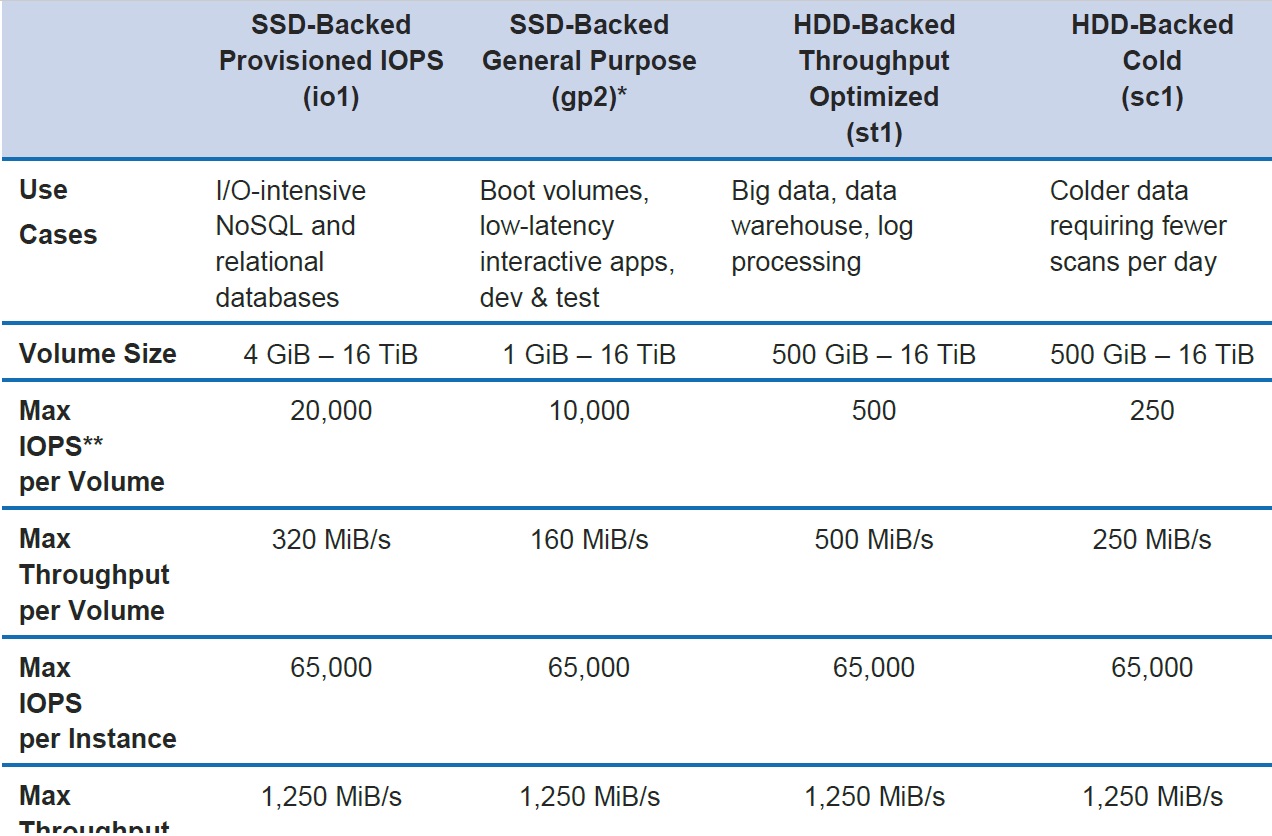 SSD-Backed
Provisioned IOPS
(io1)
SSD-Backed
General Purpose
(gp2)*
HDD-Backed
Throughput
Optimized
(st1)
HDD-Backed
Cold
(sc1)
Use
Cases
I/O-intensive
NoSQL and
relational
databases
Boot volumes,
low-latency
interactive apps,
dev & test
Big data, data
warehouse, log
processing
Colder data
requiring fewer
scans per day
Volume Size
4 GiB – 16 TiB
1 GiB – 16 TiB
500 GiB – 16 TiB
500 GiB – 16 TiB
Max
IOPS**
per Volume
20,000
10,000
500
250
Max
Throughput
per Volume
320 MiB/s
160 MiB/s
500 MiB/s
250 MiB/s
Max
IOPS
per Instance
65,000
65,000
65,000
65,000
Max
Throughput
1,250 MiB/s
1,250 MiB/s
1,250 MiB/s
1,250 MiB/s